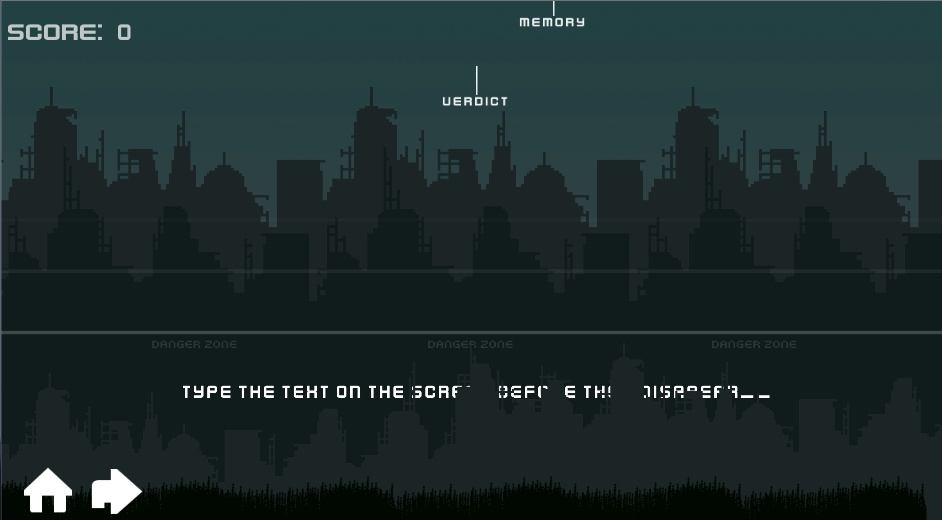 MEMORY
SCORE: 0
VERDICT
DANGER ZONE DANGER ZONE DANGER ZONE
TYPE THE TEXT ON THE